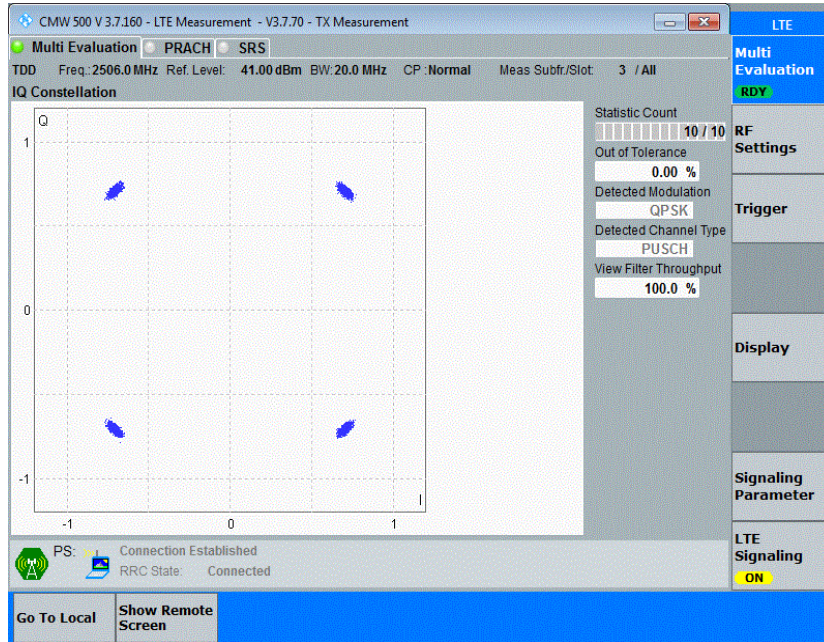 CMW 500 V 3.7.160 - LTE Measurement - V3.7.70 - TX Measurement
LTE
Multi Evaluation PRACH SRS
Multi
Evaluation
RDY
TDD Freq.: 2506.0 MHz Ref. Level: 41.00 dBm BW: 20.0 MHz CP : Normal Meas Subfr./Slot: 3 / All
IQ Constellation
Q
1
0
-1
-1 0 1
I
Statistic Count
10 / 10
Out of Tolerance
0.00 %
Detected Modulation
QPSK
Detected Channel Type
PUSCH
View Filter Throughput
100.0 %
RF
Settings
Trigger
Display
Signaling
Parameter
LTE
Signaling
ON
PS: Connection Established
RRC State: Connected
Go To Local
Show Remote
Screen